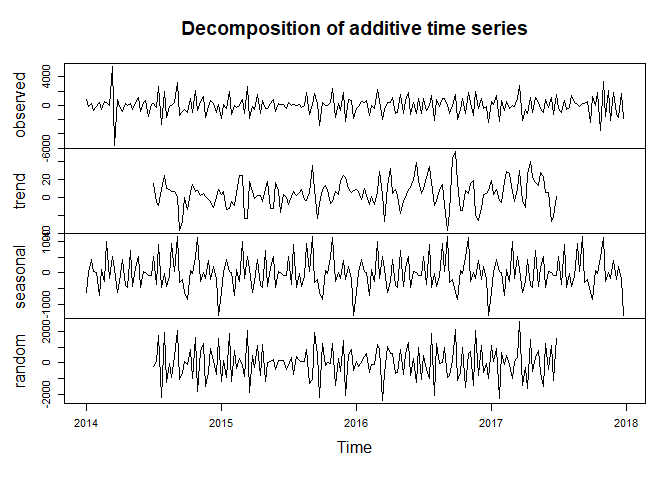 Decomposition of additive time series
observed
-6000
0
4000
trend
0
20
seasonal
-1000
0
1000
random
-2000
0
2000
2014 2015 2016 2017 2018
Time